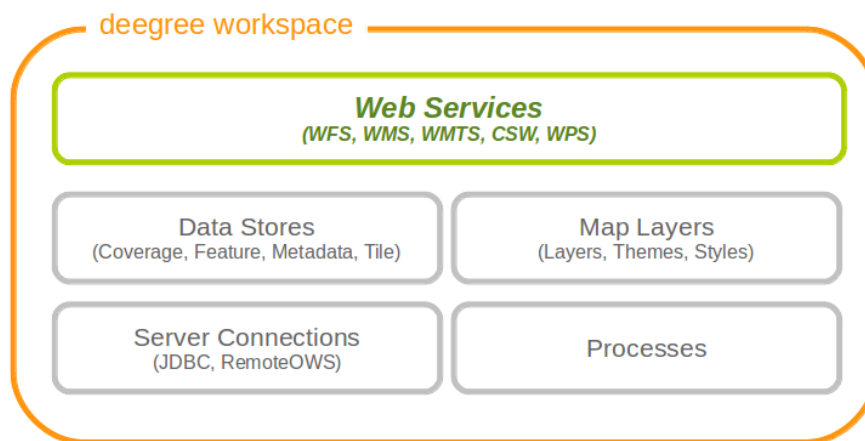 deegree workspace
Web Services
(WFS, WMS, WMTS, CSW, WPS)
Data Stores
(Coverage, Feature, Metadata, Tile)
Map Layers
(Layers, Themes, Styles)
Server Connections
(JDBC, RemoteOWS)
Processes